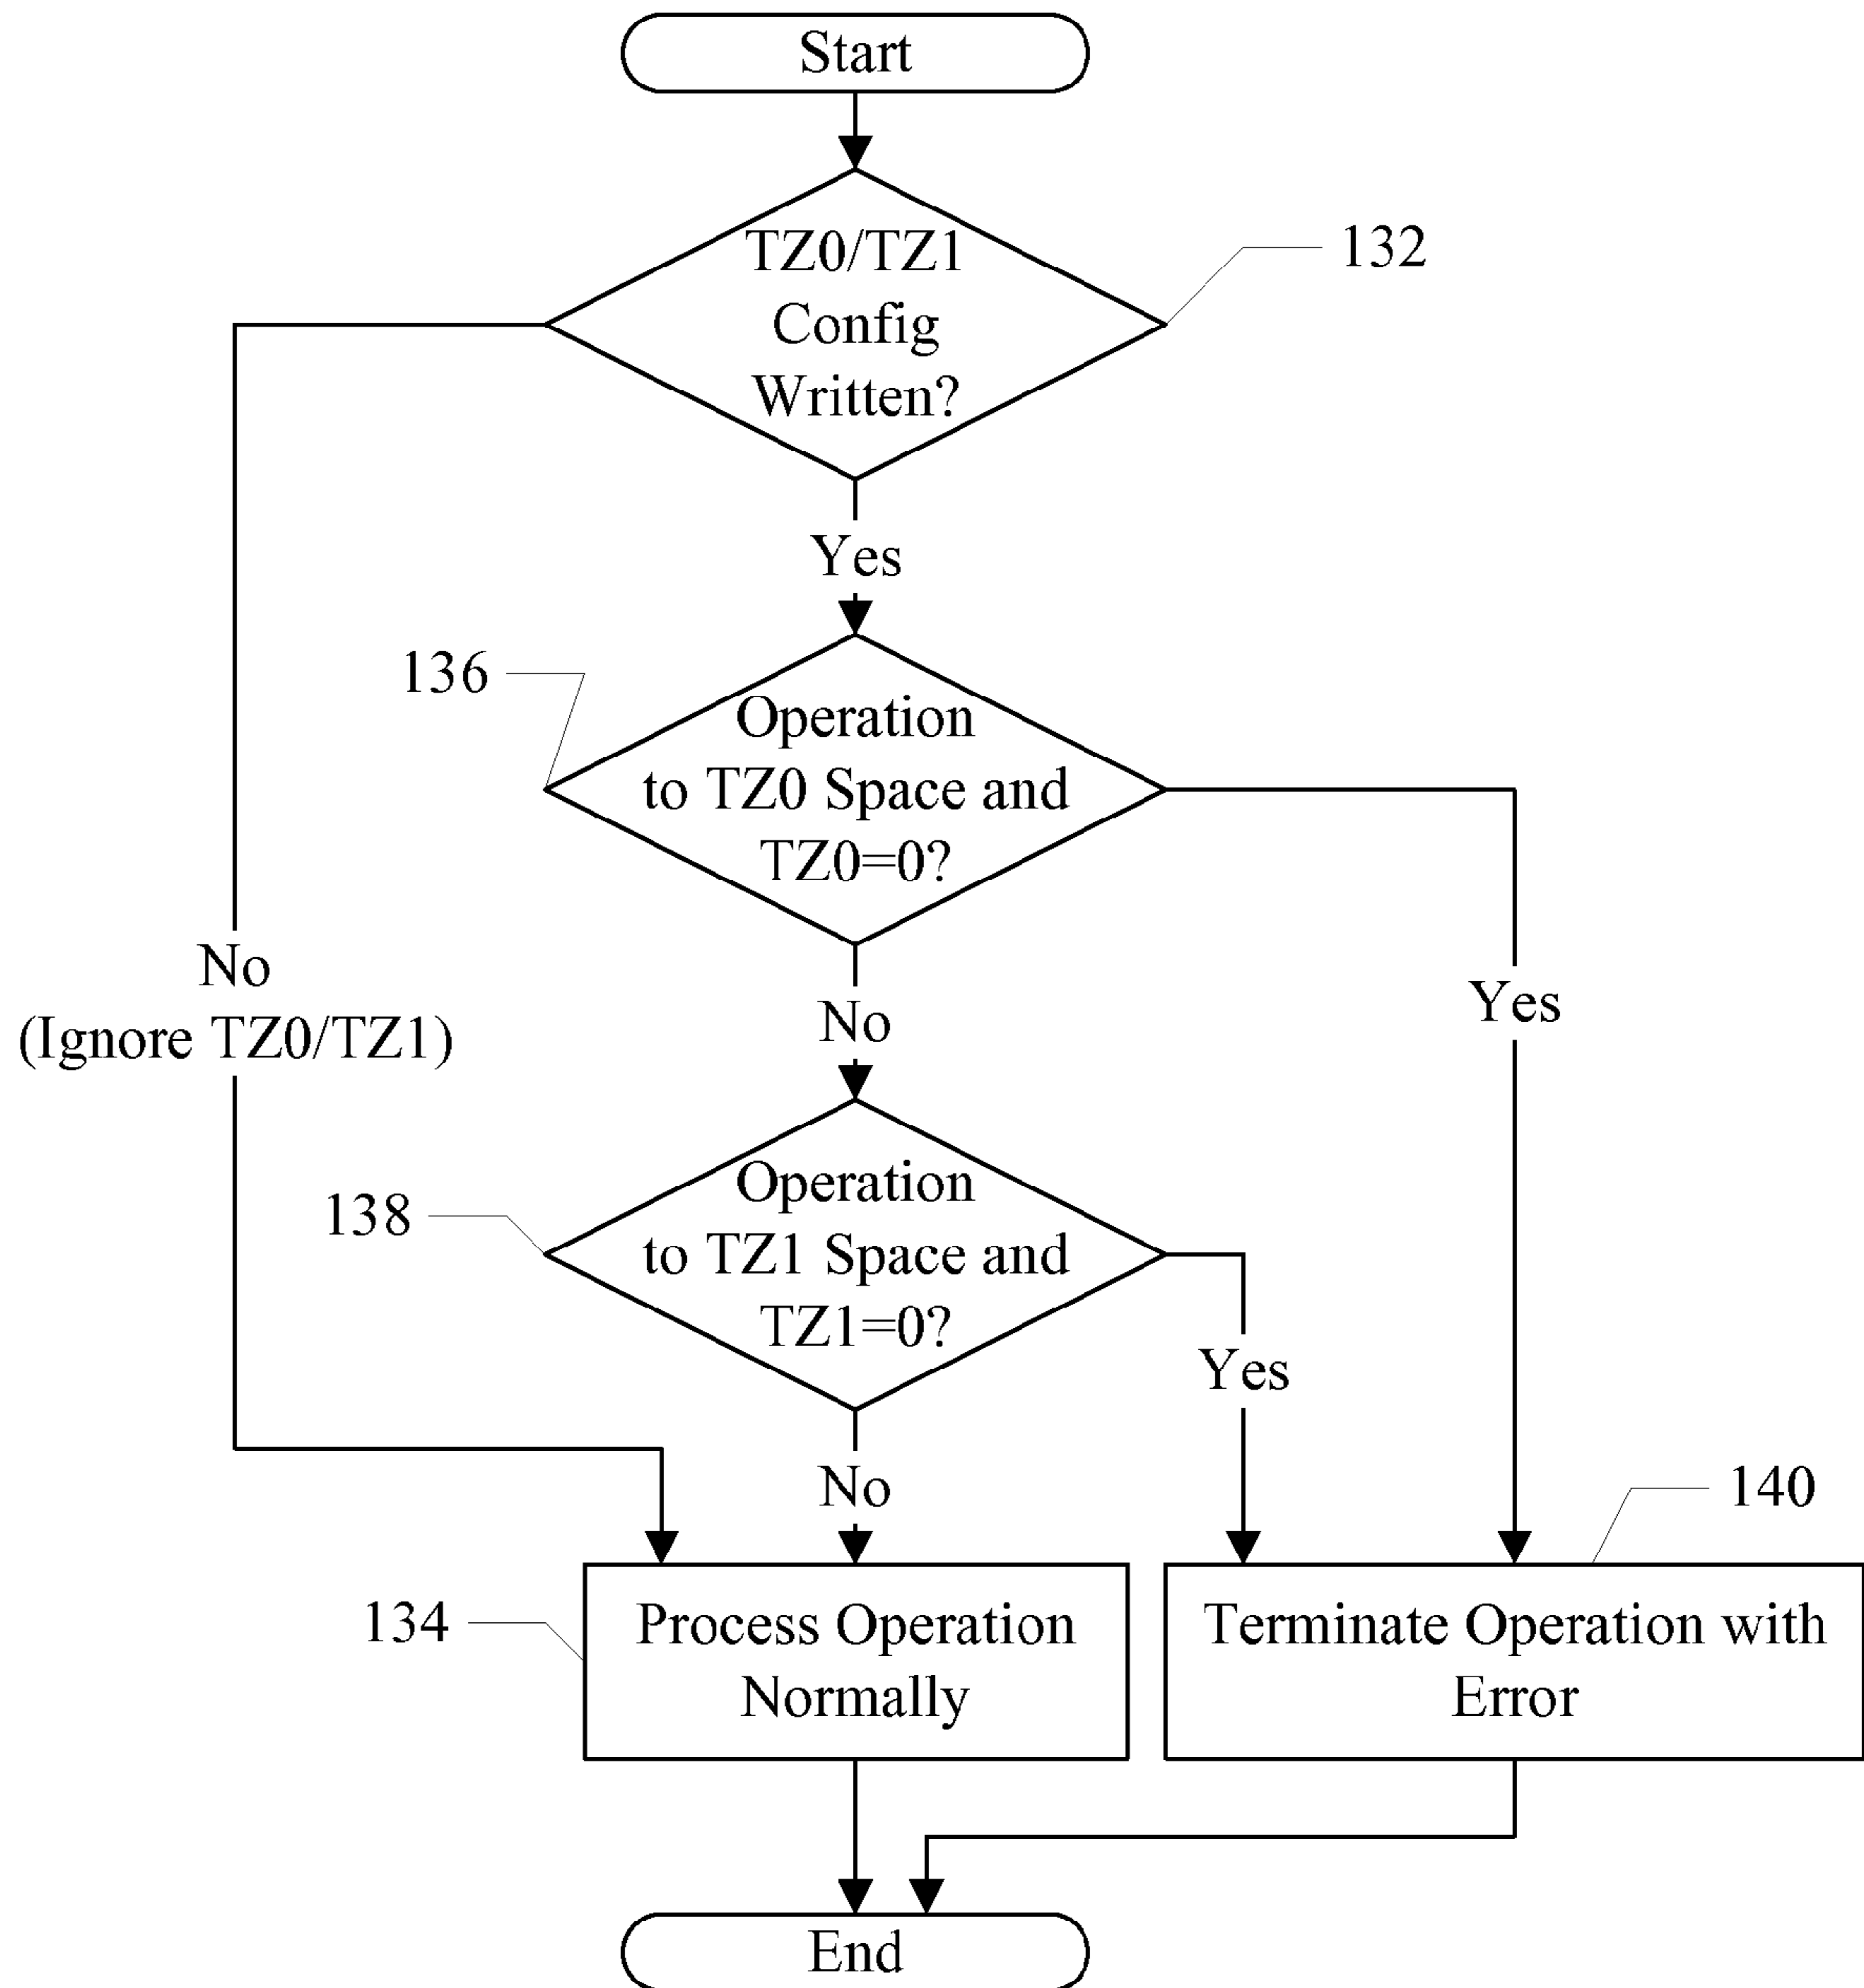 Start
TZ0/TZ1
Config
Written?
132
Yes
136
Operation
to TZ0 Space and
TZ0=0?
No
(Ignore TZ0/TZ1)
No
Yes
138
Operation
to TZ1 Space and
TZ1=0?
Yes
No
140
134
Process Operation
Normally
Terminate Operation with
Error
End